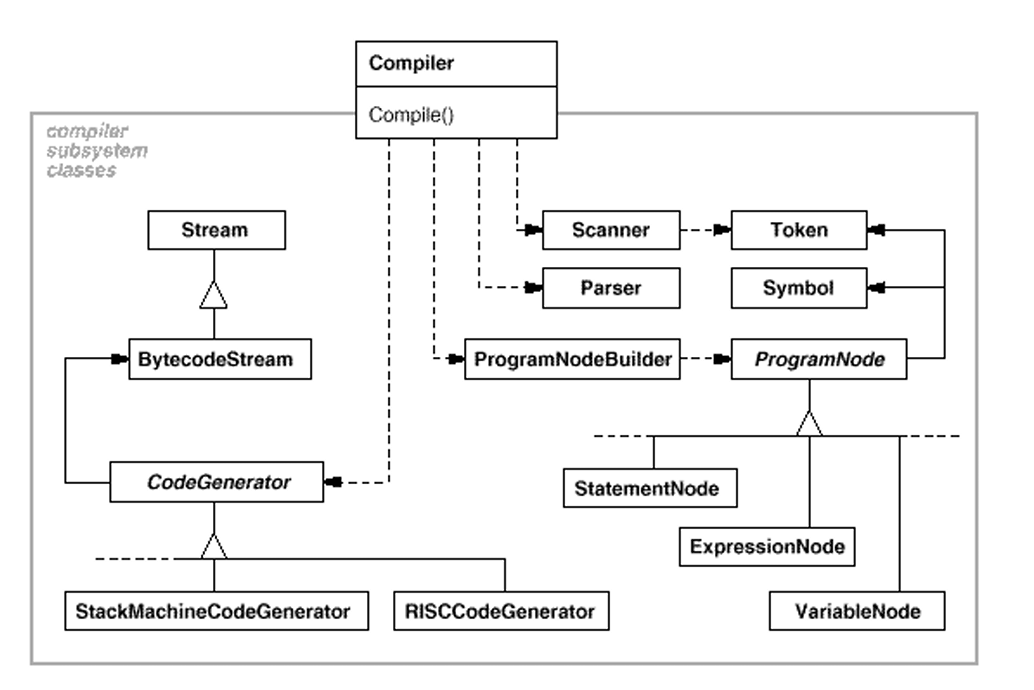 Compiler
Compile()
compiler
subsystem
classes
Stream
Scanner
Token
Parser
Symbol
BytecodeStream
ProgramNodeBuilder
ProgramNode
CodeGenerator
StatementNode
ExpressionNode
StackMachineCodeGenerator
RISCCodeGenerator
VariableNode